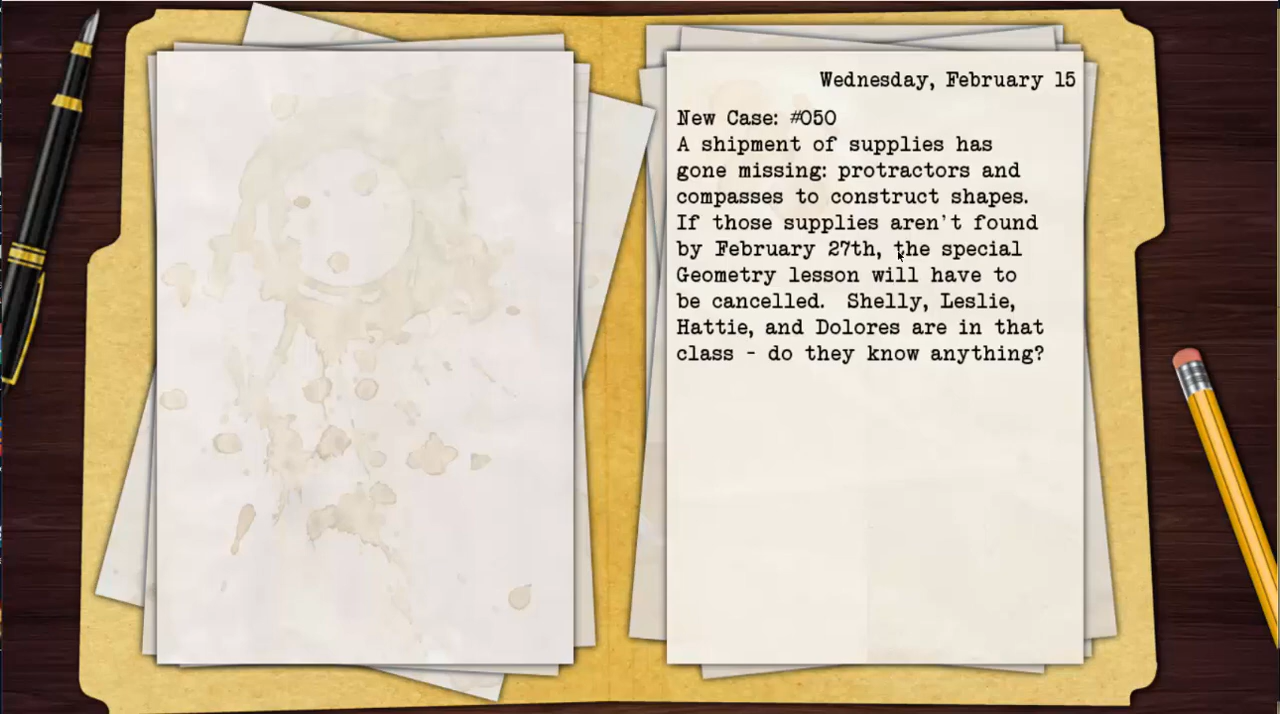 Wednesday, February 15
New Case: #050
A shipment of supplies has
gone missing: protractors and
compasses to construct shapes.
If those supplies aren't found
by February 27th, the special
Geometry lesson will have to
be cancelled.  Shelly, Leslie,
Hattie, and Dolores are in that
class - do they know anything?